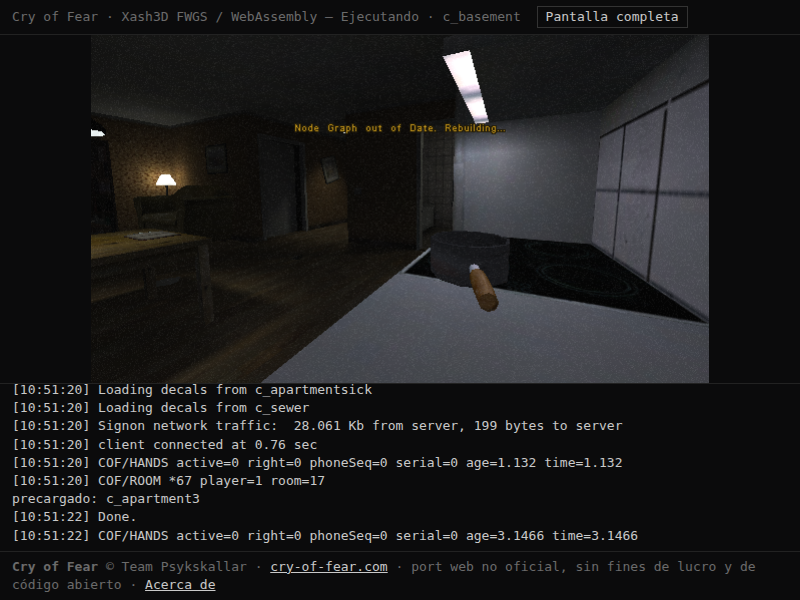 Cry of Fear · Xash3D FWGS / WebAssembly — Ejecutando · c_basement
Pantalla completa
Node Graph out of Date. Rebuilding...
[10:51:20] Loading decals from c_apartmentsick
[10:51:20] Loading decals from c_sewer
[10:51:20] Signon network traffic:  28.061 Kb from server, 199 bytes to server
[10:51:20] client connected at 0.76 sec
[10:51:20] COF/HANDS active=0 right=0 phoneSeq=0 serial=0 age=1.132 time=1.132
[10:51:20] COF/ROOM *67 player=1 room=17
precargado: c_apartment3
[10:51:22] Done.
[10:51:22] COF/HANDS active=0 right=0 phoneSeq=0 serial=0 age=3.1466 time=3.1466
Cry of Fear © Team Psykskallar · cry-of-fear.com · port web no oficial, sin fines de lucro y de
código abierto · Acerca de